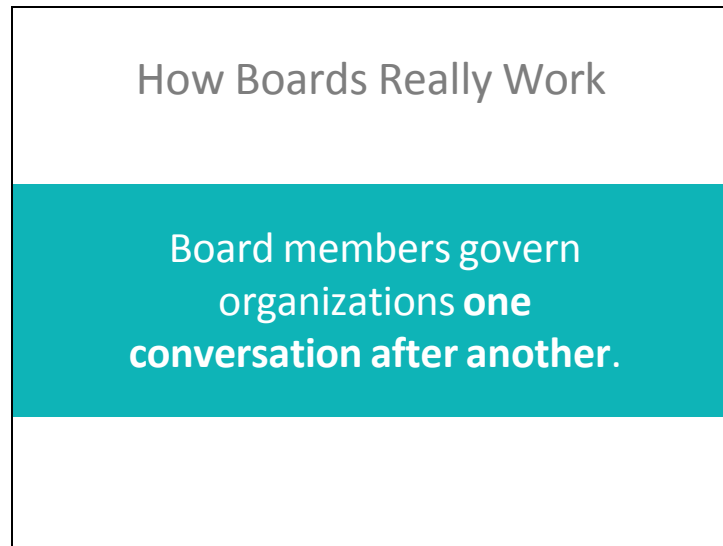 How Boards Really Work
Board members govern
organizations one
conversation after another.